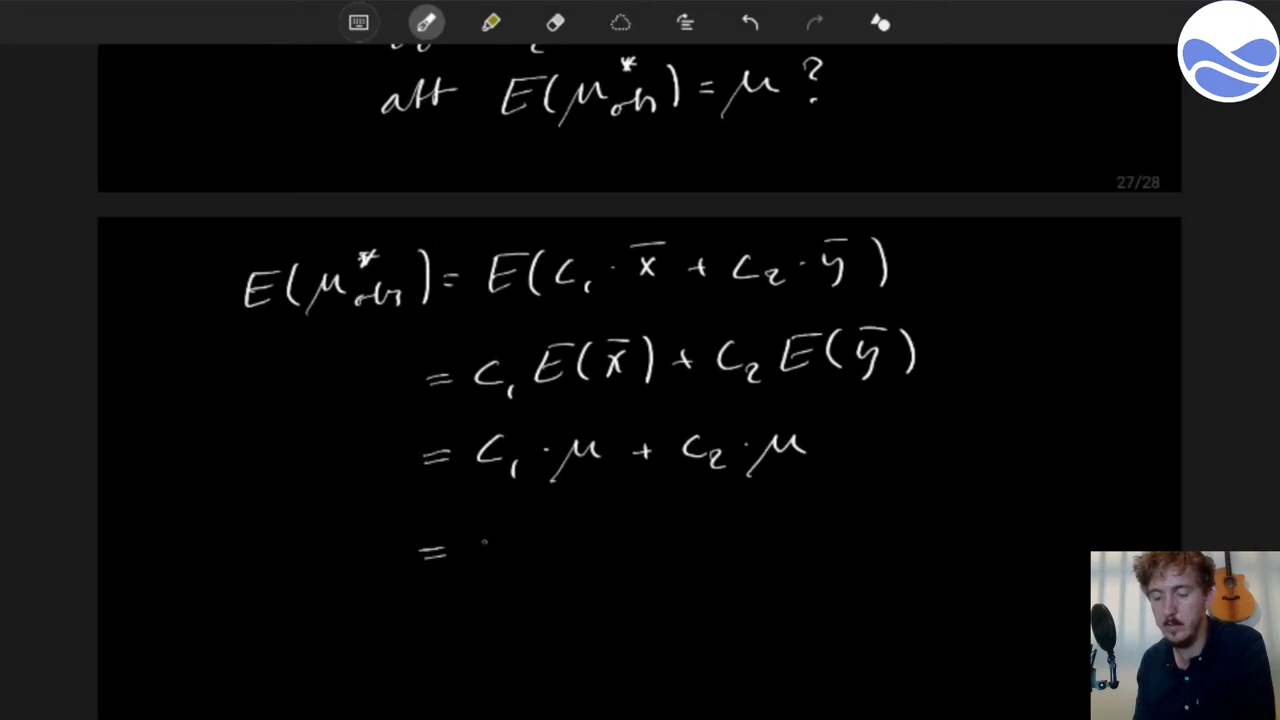 att E(μ*obs) = μ ?
27/28
E(μ*obs) = E(c₁ · x̄ + c₂ · ȳ)
= c₁ E(x̄) + c₂ E(ȳ)
= c₁ · μ + c₂ · μ
=